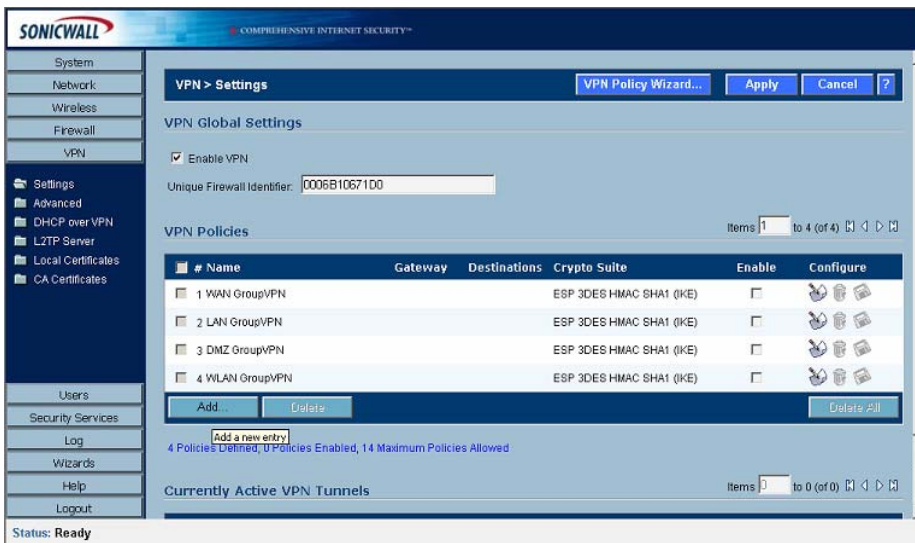 SONICWALL
COMPREHENSIVE INTERNET SECURITY™
System
Network
Wireless
Firewall
VPN
Settings
Advanced
DHCP over VPN
L2TP Server
Local Certificates
CA Certificates
Users
Security Services
Log
Wizards
Help
Logout
VPN > Settings
VPN Policy Wizard... Apply Cancel ?
VPN Global Settings
Enable VPN
Unique Firewall Identifier: 0006B10671D0
VPN Policies
Items 1 to 4 (of 4)
# Name Gateway Destinations Crypto Suite Enable Configure
1 WAN GroupVPN ESP 3DES HMAC SHA1 (IKE)
2 LAN GroupVPN ESP 3DES HMAC SHA1 (IKE)
3 DMZ GroupVPN ESP 3DES HMAC SHA1 (IKE)
4 WLAN GroupVPN ESP 3DES HMAC SHA1 (IKE)
Add... Delete Delete All
Add a new entry
4 Policies Defined, 0 Policies Enabled, 14 Maximum Policies Allowed
Currently Active VPN Tunnels
Items 0 to 0 (of 0)
Status: Ready